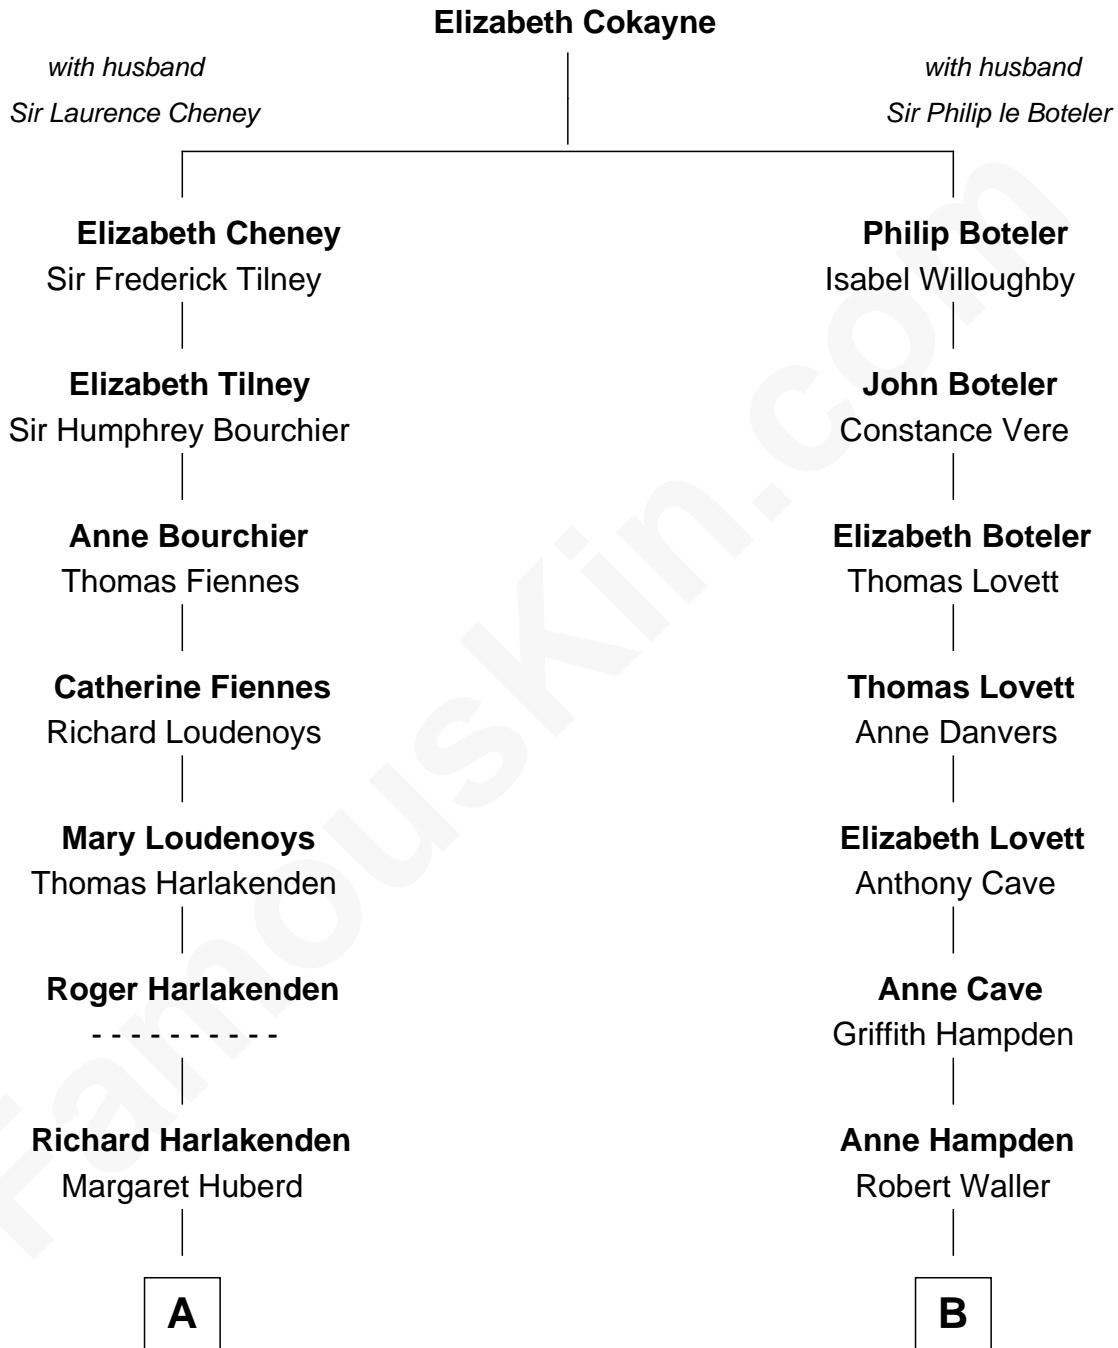 Elizabeth Cokayne
with husband
Sir Laurence Cheney
with husband
Sir Philip le Boteler
Elizabeth Cheney
Sir Frederick Tilney
Philip Boteler
Isabel Willoughby
Elizabeth Tilney
Sir Humphrey Bourchier
John Boteler
Constance Vere
Anne Bourchier
Thomas Fiennes
Elizabeth Boteler
Thomas Lovett
Catherine Fiennes
Richard Loudenoys
Thomas Lovett
Anne Danvers
Mary Loudenoys
Thomas Harlakenden
Elizabeth Lovett
Anthony Cave
Roger Harlakenden
- - - - - - - - - -
Anne Cave
Griffith Hampden
Richard Harlakenden
Margaret Huberd
Anne Hampden
Robert Waller
A
B
FamousKin.com